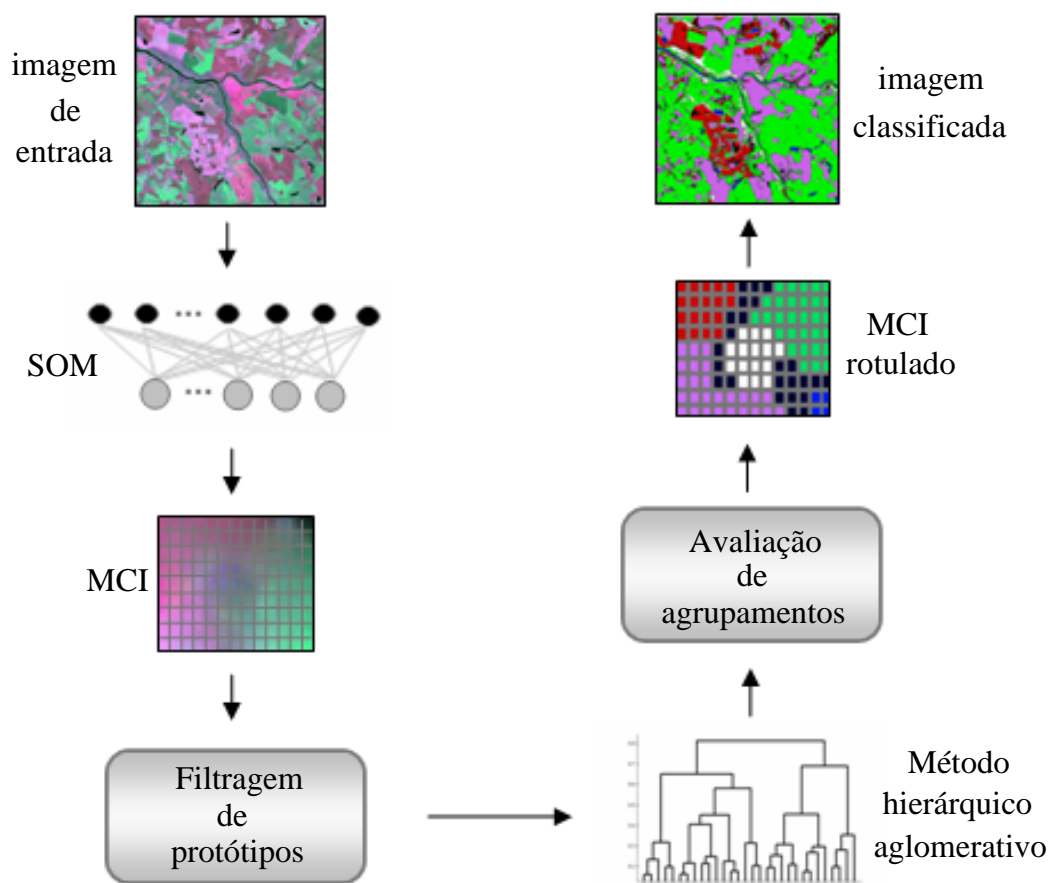 imagem
de
entrada
SOM
MCI
Filtragem
de
protótipos
Método
hierárquico
aglomerativo
Avaliação
de
agrupamentos
MCI
rotulado
imagem
classificada